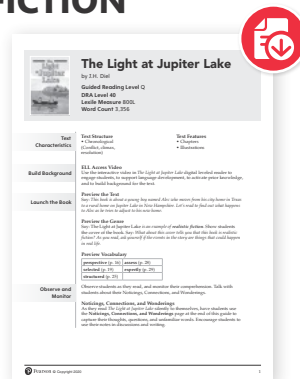 FICTION
The Light at Jupiter Lake
by J.H. Diel
Guided Reading Level Q
DRA Level 40
Lexile Measure 800L
Word Count 3,356
Text
Characteristics
Text Structure
• Chronological
(Conflict, climax,
resolution)
Text Features
• Chapters
• Illustrations
Build Background
ELL Access Video
Use the interactive video in The Light at Jupiter Lake digital leveled reader to
engage students, to support language development, to activate prior knowledge,
and to build background for the text.
Launch the Book
Preview the Text
Say: This book is about a young boy named Alec who moves from his city home in Texas
to a rural home on Jupiter Lake in New Hampshire. Let's read to find out what happens
to Alec as he tries to adjust to his new home.
Preview the Genre
Say: The Light at Jupiter Lake is an example of realistic fiction. Show students
the cover of the book. Say: What about this cover tells you that this book is realistic
fiction? As you read, ask yourself if the events in the story are things that could happen
in real life.
Preview Vocabulary
perspective (p. 16) assess (p. 28)
selected (p. 19) expertly (p. 29)
structured (p. 25)
Observe and
Monitor
Observe students as they read, and monitor their comprehension. Talk with
students about their Noticings, Connections, and Wonderings.
Noticings, Connections, and Wonderings
As they read The Light at Jupiter Lake silently to themselves, have students use
the Noticings, Connections, and Wonderings page at the end of this guide to
capture their thoughts, questions, and unfamiliar words. Encourage students to
use their notes in discussions and writing.
Pearson © Copyright 2020
1